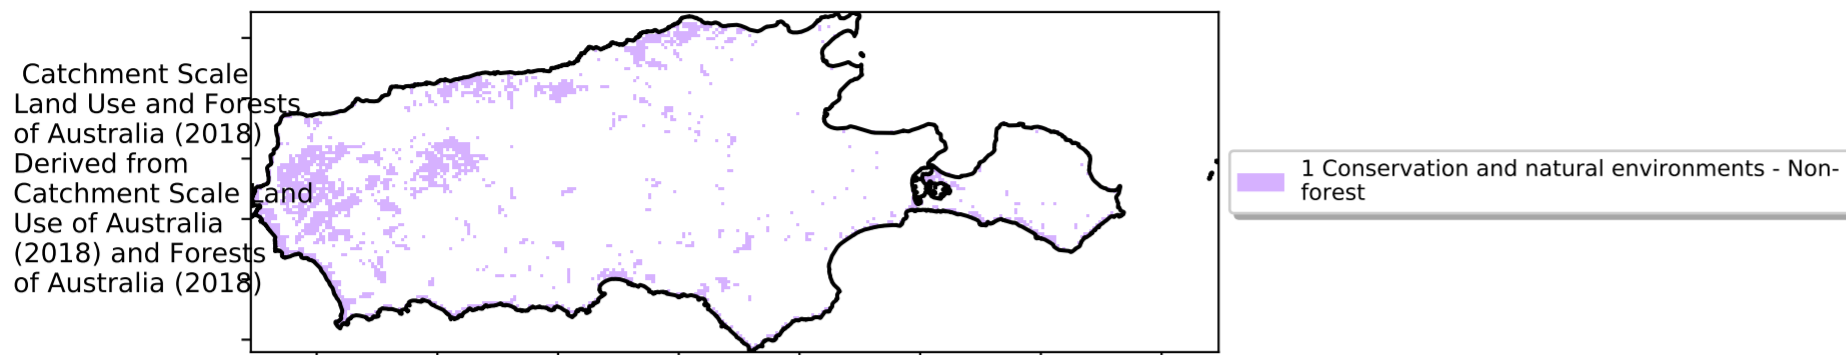 Catchment Scale
Land Use and Forests
of Australia (2018)
Derived from
Catchment Scale Land
Use of Australia
(2018) and Forests
of Australia (2018)
1 Conservation and natural environments - Non-
forest